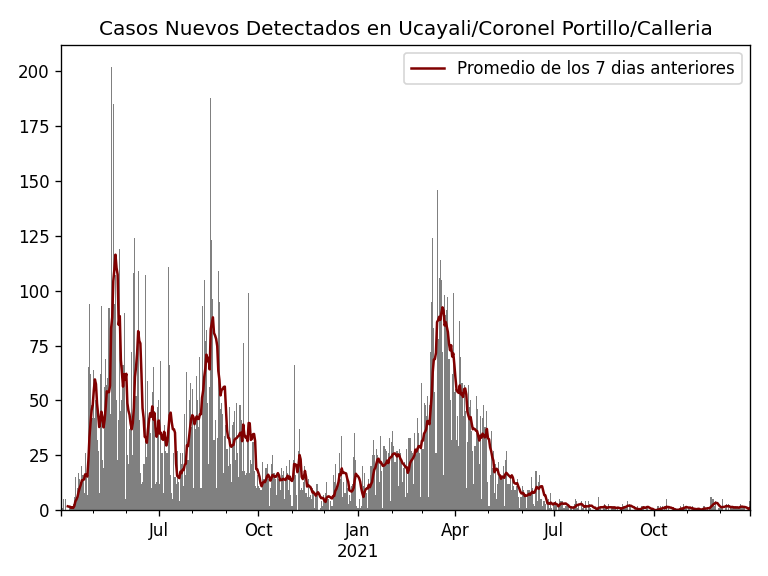 Casos Nuevos Detectados en Ucayali/Coronel Portillo/Calleria
Promedio de los 7 dias anteriores
200
175
150
125
100
75
50
25
0
Jul
Oct
Jan
2021
Apr
Jul
Oct